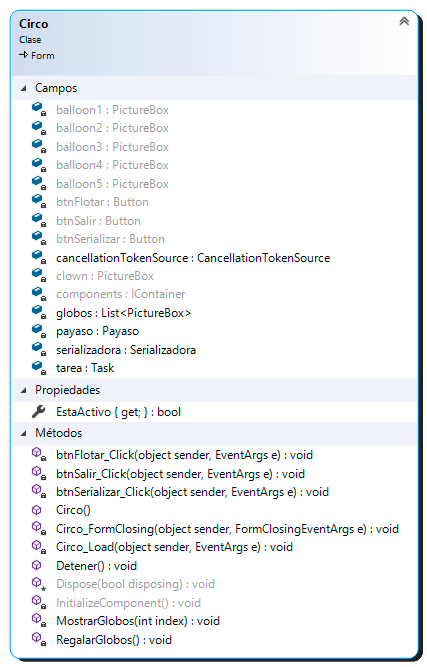 Circo
Clase
Form
Campos
balloon1 : PictureBox
balloon2 : PictureBox
balloon3 : PictureBox
balloon4 : PictureBox
balloon5 : PictureBox
btnFlotar : Button
btnSalir : Button
btnSerializar : Button
cancellationTokenSource : CancellationTokenSource
clown : PictureBox
components : IContainer
globos : List<PictureBox>
payaso : Payaso
serializadora : Serializadora
tarea : Task
Propiedades
EstaActivo { get; } : bool
Métodos
btnFlotar_Click(object sender, EventArgs e) : void
btnSalir_Click(object sender, EventArgs e) : void
btnSerializar_Click(object sender, EventArgs e) : void
Circo()
Circo_FormClosing(object sender, FormClosingEventArgs e) : void
Circo_Load(object sender, EventArgs e) : void
Detener() : void
Dispose(bool disposing) : void
InitializeComponent() : void
MostrarGlobos(int index) : void
RegalarGlobos() : void